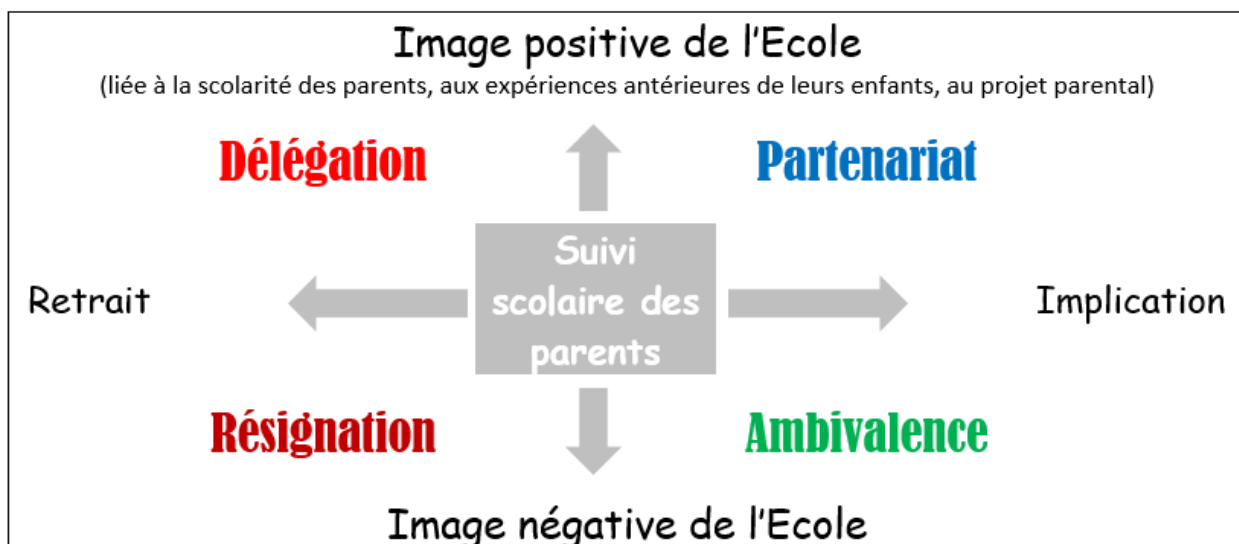 Image positive de l'Ecole
(liée à la scolarité des parents, aux expériences antérieures de leurs enfants, au projet parental)
Délégation
Partenariat
Suivi
scolaire des
parents
Retrait
Implication
Résignation
Ambivalence
Image négative de l'Ecole